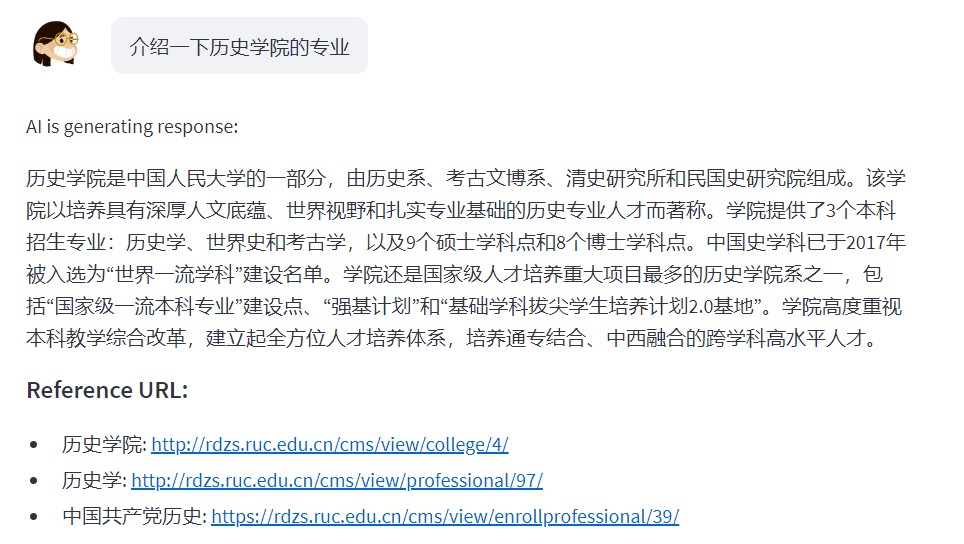 介绍一下历史学院的专业
AI is generating response:
历史学院是中国人民大学的一部分，由历史系、考古文博系、清史研究所和民国史研究院组成。该学
院以培养具有深厚人文底蕴、世界视野和扎实专业基础的历史专业人才而著称。学院提供了3个本科
招生专业：历史学、世界史和考古学，以及9个硕士学科点和8个博士学科点。中国史学科已于2017年
被入选为“世界一流学科”建设名单。学院还是国家级人才培养重大项目最多的历史学院系之一，包
括“国家级一流本科专业”建设点、“强基计划”和“基础学科拔尖学生培养计划2.0基地”。学院高度重视
本科教学综合改革，建立起全方位人才培养体系，培养通专结合、中西融合的跨学科高水平人才。
Reference URL:
• 历史学院: http://rdzs.ruc.edu.cn/cms/view/college/4/
• 历史学: http://rdzs.ruc.edu.cn/cms/view/professional/97/
• 中国共产党历史: https://rdzs.ruc.edu.cn/cms/view/enrollprofessional/39/